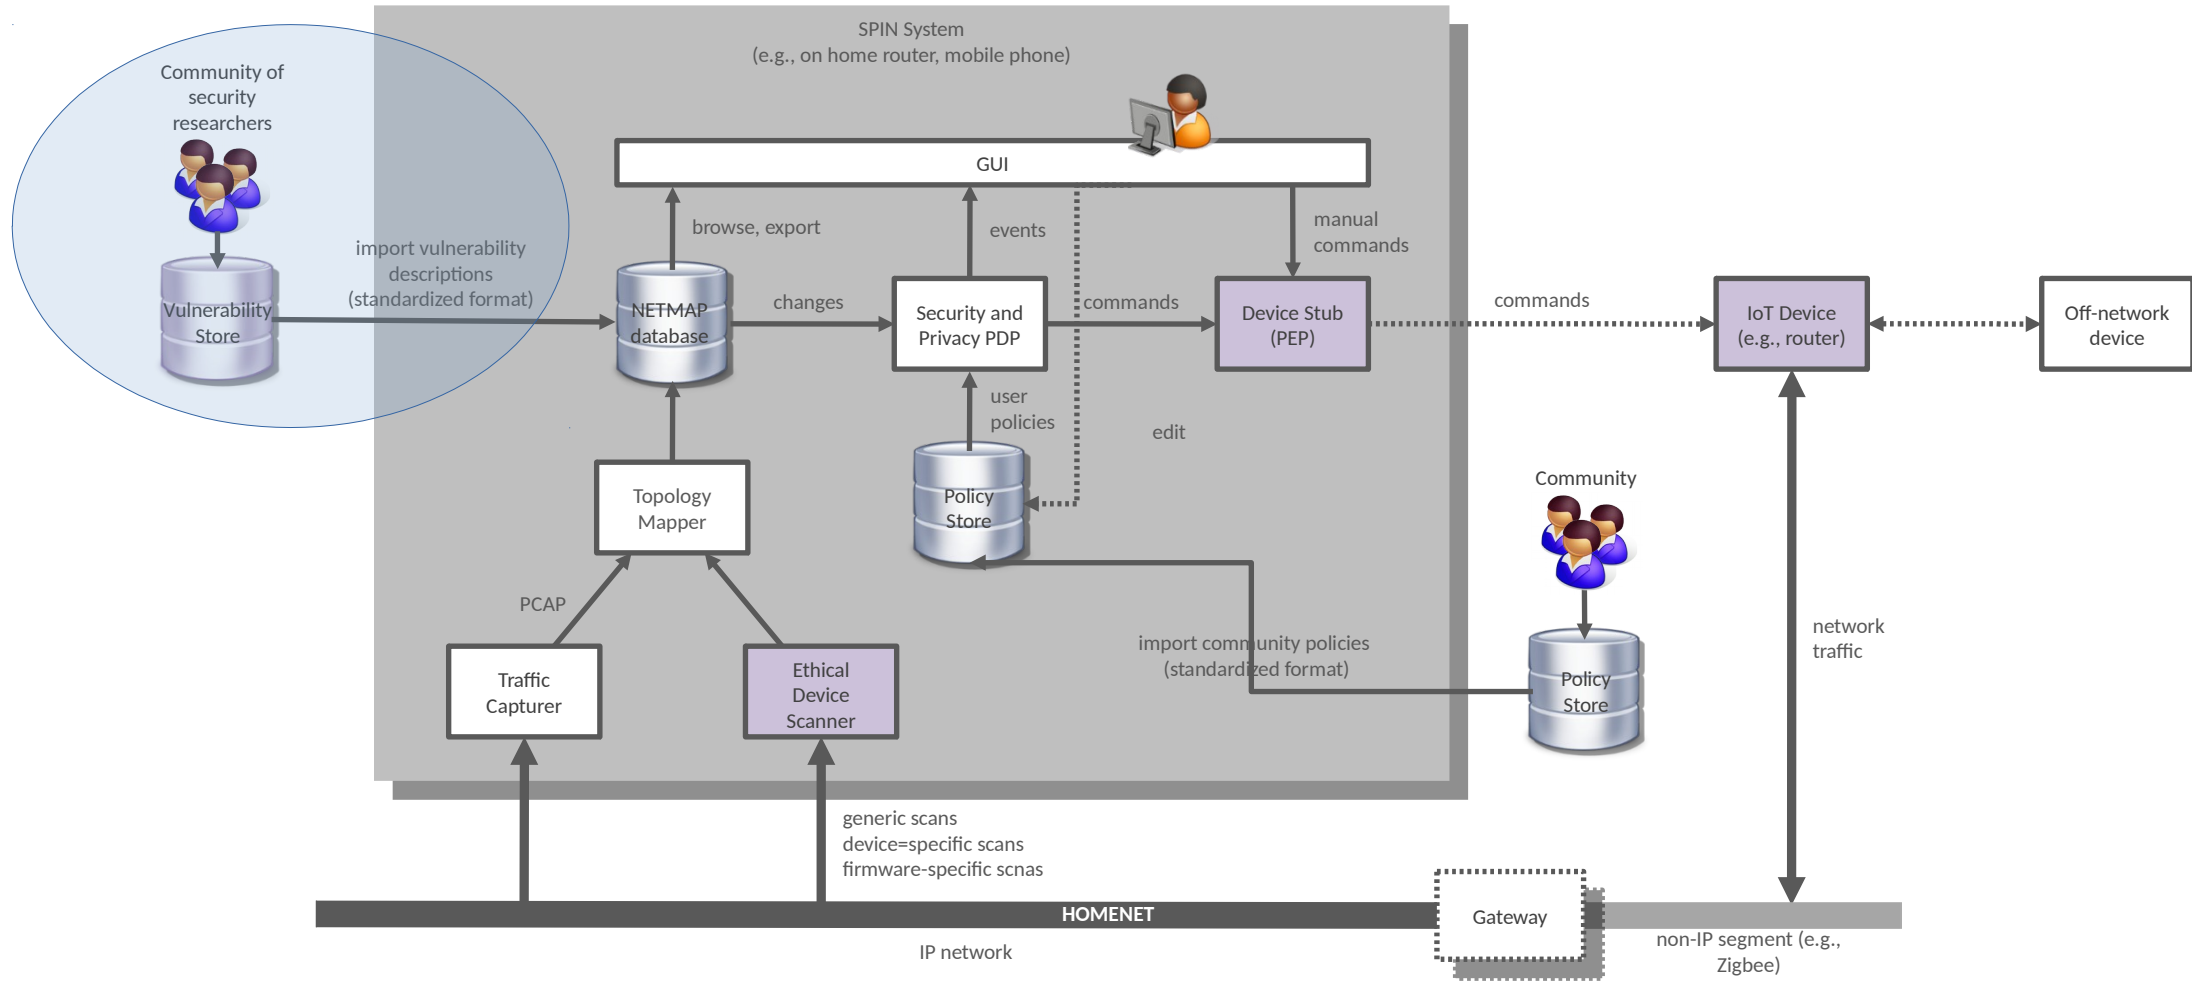 SPIN System
(e.g., on home router, mobile phone)
Community of
security
researchers
GUI
browse, export
events
manual
commands
import vulnerability
descriptions
(standardized format)
Vulnerability
Store
NETMAP
database
changes
Security and
Privacy PDP
commands
Device Stub
(PEP)
commands
IoT Device
(e.g., router)
Off-network
device
user
policies
edit
Topology
Mapper
Policy
Store
Community
PCAP
import community policies
(standardized format)
network
traffic
Traffic
Capturer
Ethical
Device
Scanner
Policy
Store
generic scans
device=specific scans
firmware-specific scnas
HOMENET
Gateway
IP network
non-IP segment (e.g.,
Zigbee)